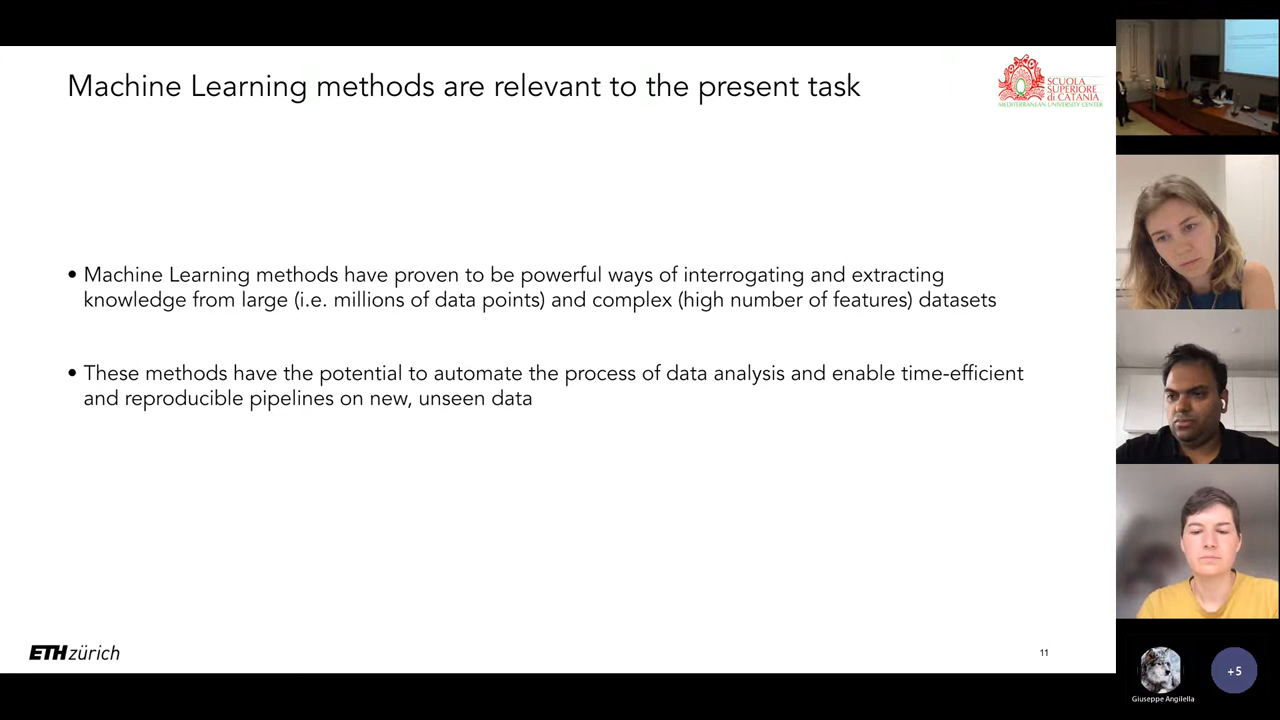 Machine Learning methods are relevant to the present task
SCUOLA
SUPERIORE
di CATANIA
MEDITERRANEAN UNIVERSITY CENTER
• Machine Learning methods have proven to be powerful ways of interrogating and extracting
knowledge from large (i.e. millions of data points) and complex (high number of features) datasets
• These methods have the potential to automate the process of data analysis and enable time-efficient
and reproducible pipelines on new, unseen data
ETH zürich
11
+5
Giuseppe Angilella